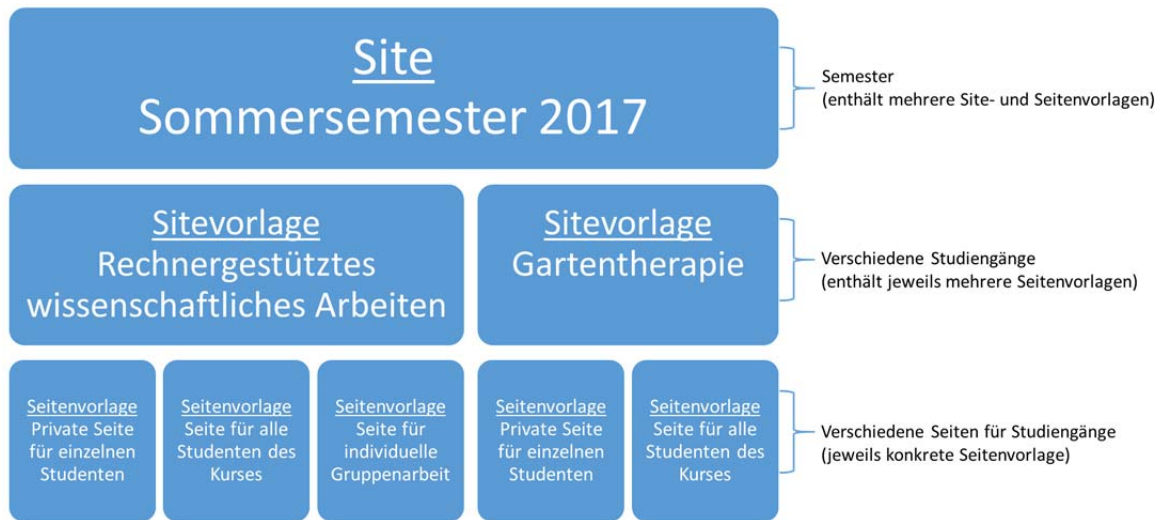 Site
Sommersemester 2017
Semester
(enthält mehrere Site- und Seitenvorlagen)
Sitevorlage
Rechnergestütztes
wissenschaftliches Arbeiten
Sitevorlage
Gartentherapie
Verschiedene Studiengänge
(enthält jeweils mehrere Seitenvorlagen)
Seitenvorlage
Private Seite
für einzelnen
Studenten
Seitenvorlage
Seite für alle
Studenten des
Kurses
Seitenvorlage
Seite für
individuelle
Gruppenarbeit
Seitenvorlage
Private Seite
für einzelnen
Studenten
Seitenvorlage
Seite für alle
Studenten des
Kurses
Verschiedene Seiten für Studiengänge
(jeweils konkrete Seitenvorlage)